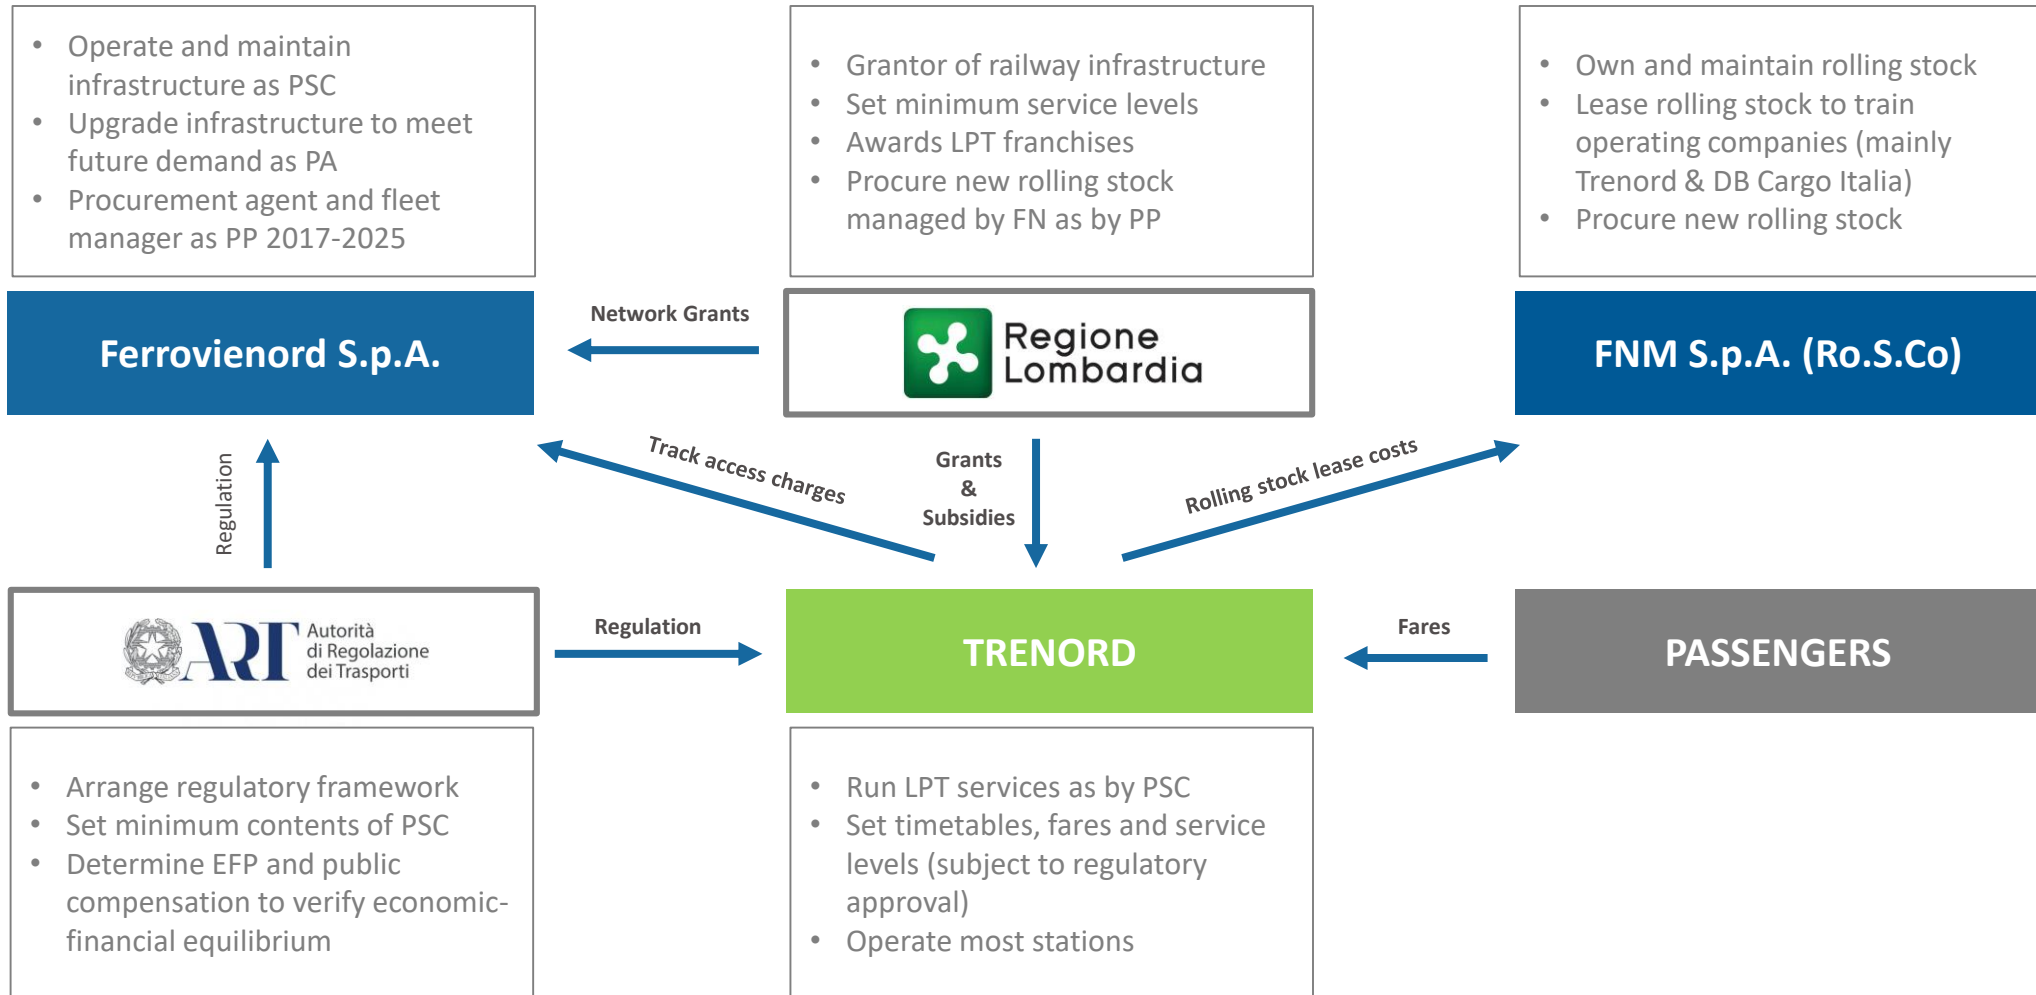 • Operate and maintain
infrastructure as PSC
• Upgrade infrastructure to meet
future demand as PA
• Procurement agent and fleet
manager as PP 2017-2025
• Grantor of railway infrastructure
• Set minimum service levels
• Awards LPT franchises
• Procure new rolling stock
managed by FN as by PP
• Own and maintain rolling stock
• Lease rolling stock to train
operating companies (mainly
Trenord & DB Cargo Italia)
• Procure new rolling stock
Ferrovienord S.p.A.
Network Grants
Regione
Lombardia
FNM S.p.A. (Ro.S.Co)
Regulation
Track access charges
Grants
&
Subsidies
Rolling stock lease costs
ART
Autorità
di Regolazione
dei Trasporti
Regulation
TRENORD
Fares
PASSENGERS
• Arrange regulatory framework
• Set minimum contents of PSC
• Determine EFP and public
compensation to verify economic-
financial equilibrium
• Run LPT services as by PSC
• Set timetables, fares and service
levels (subject to regulatory
approval)
• Operate most stations